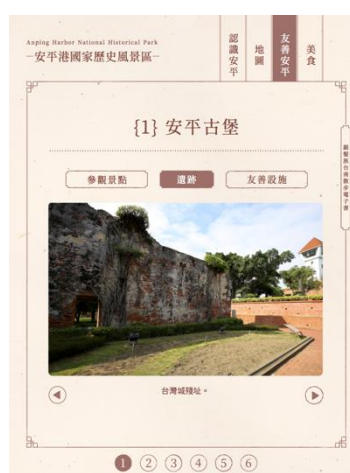 Anping Harbor National Historical Park
–安平港國家歷史風景區–
認識安平
地圖
友善安平
美食
{1} 安平古堡
參觀景點
遺跡
友善設施
台灣城殘址。
1 2 3 4 5 6